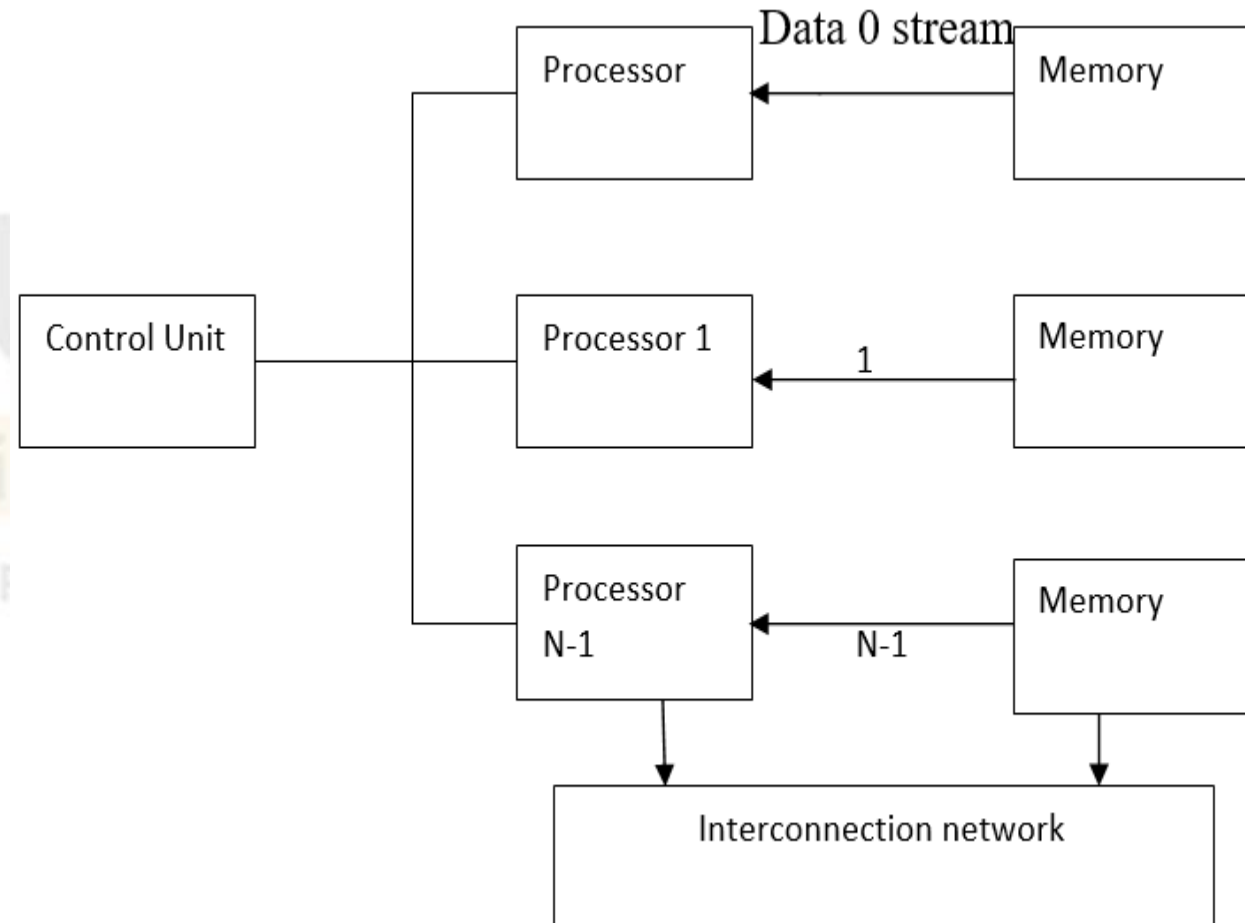 Data 0 stream
Processor
Memory
Control Unit
Processor 1
1
Memory
Processor
N-1
N-1
Memory
Interconnection network